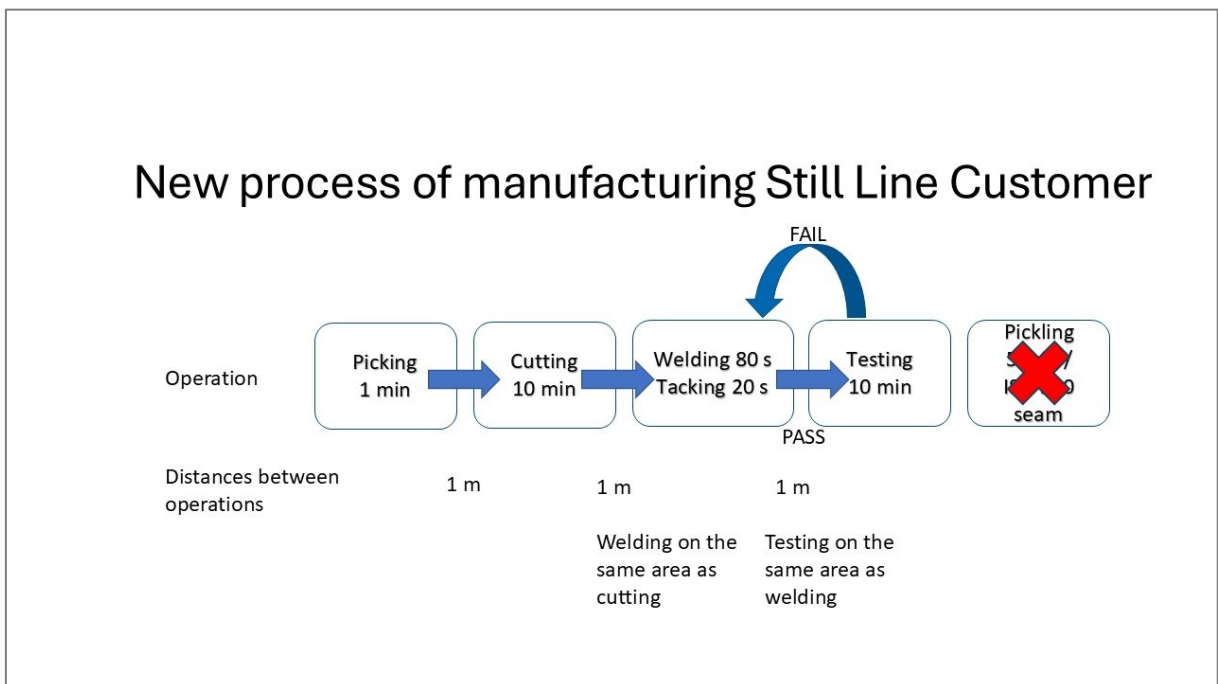 New process of manufacturing Still Line Customer
FAIL
Operation
Picking
1 min
Cutting
10 min
Welding 80 s
Tacking 20 s
Testing
10 min
Pickling
seam
PASS
Distances between
operations
1 m
1 m
1 m
Welding on the
same area as
cutting
Testing on the
same area as
welding